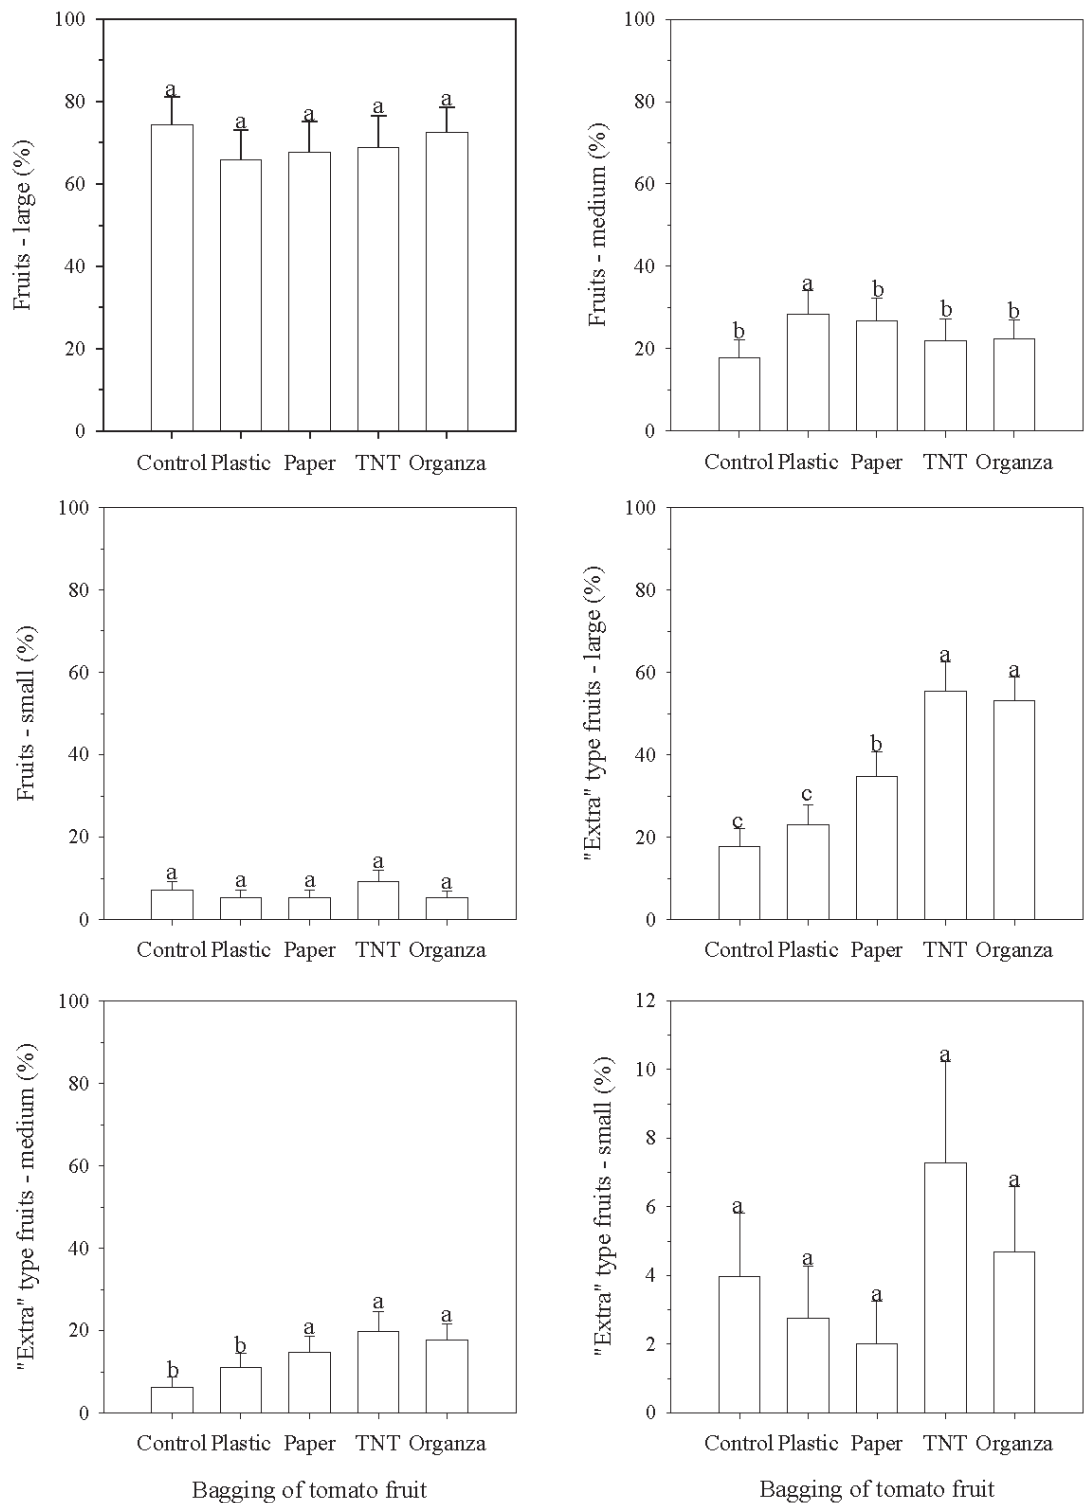 Fruits - large (%)
100
80
60
40
20
0
a
a
a
a
a
Control Plastic Paper TNT Organza
Fruits - medium (%)
100
80
60
40
20
0
b
a
b
b
b
Control Plastic Paper TNT Organza
Fruits - small (%)
100
80
60
40
20
0
a
a
a
a
a
Control Plastic Paper TNT Organza
"Extra" type fruits - large (%)
100
80
60
40
20
0
c
c
b
a
a
Control Plastic Paper TNT Organza
"Extra" type fruits - medium (%)
100
80
60
40
20
0
b
b
a
a
a
Control Plastic Paper TNT Organza
Bagging of tomato fruit
"Extra" type fruits - small (%)
12
10
8
6
4
2
0
a
a
a
a
a
Control Plastic Paper TNT Organza
Bagging of tomato fruit